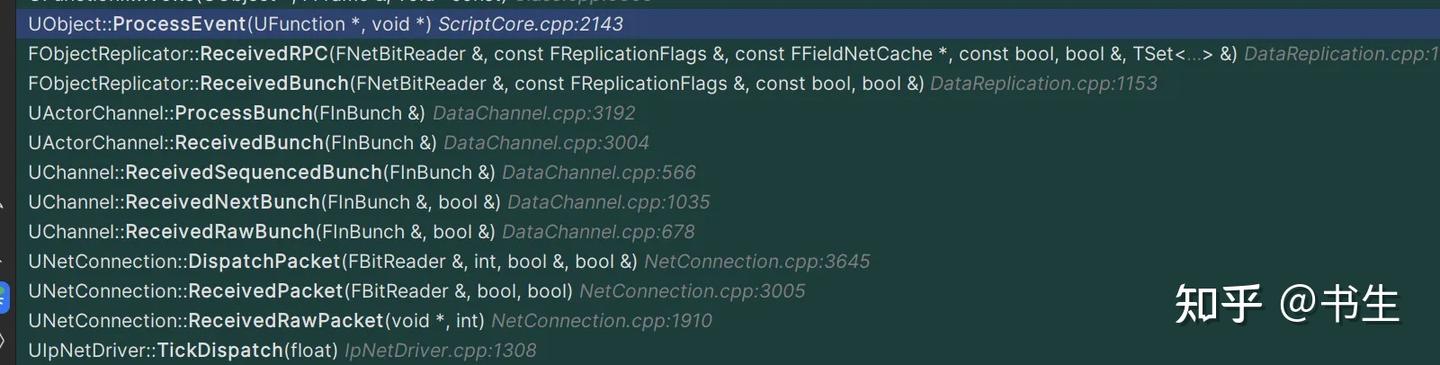 UObject::ProcessEvent(UFunction *, void *) ScriptCore.cpp:2143
FObjectReplicator::ReceivedRPC(FNetBitReader &, const FReplicationFlags &, const FFieldNetCache *, const bool, bool &, TSet<...> &) DataReplication.cpp:1
FObjectReplicator::ReceivedBunch(FNetBitReader &, const FReplicationFlags &, const bool, bool &) DataReplication.cpp:1153
UActorChannel::ProcessBunch(FInBunch &) DataChannel.cpp:3192
UActorChannel::ReceivedBunch(FInBunch &) DataChannel.cpp:3004
UChannel::ReceivedSequencedBunch(FInBunch &) DataChannel.cpp:566
UChannel::ReceivedNextBunch(FInBunch &, bool &) DataChannel.cpp:1035
UChannel::ReceivedRawBunch(FInBunch &, bool &) DataChannel.cpp:678
UNetConnection::DispatchPacket(FBitReader &, int, bool &, bool &) NetConnection.cpp:3645
UNetConnection::ReceivedPacket(FBitReader &, bool, bool) NetConnection.cpp:3005
UNetConnection::ReceivedRawPacket(void *, int) NetConnection.cpp:1910
UIpNetDriver::TickDispatch(float) IpNetDriver.cpp:1308
知乎 @书生